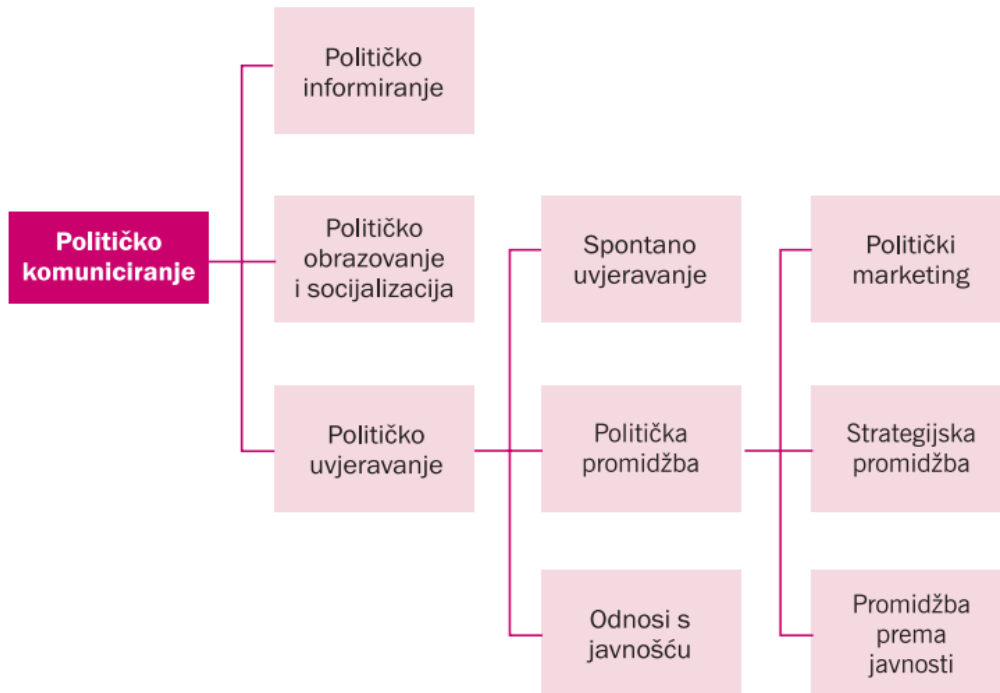 Političko
komuniciranje
Političko
informiranje
Političko
obrazovanje
i socijalizacija
Političko
uvjeravanje
Spontano
uvjeravanje
Politička
promidžba
Odnosi s
javnošću
Politički
marketing
Strategijska
promidžba
Promidžba
prema
javnosti